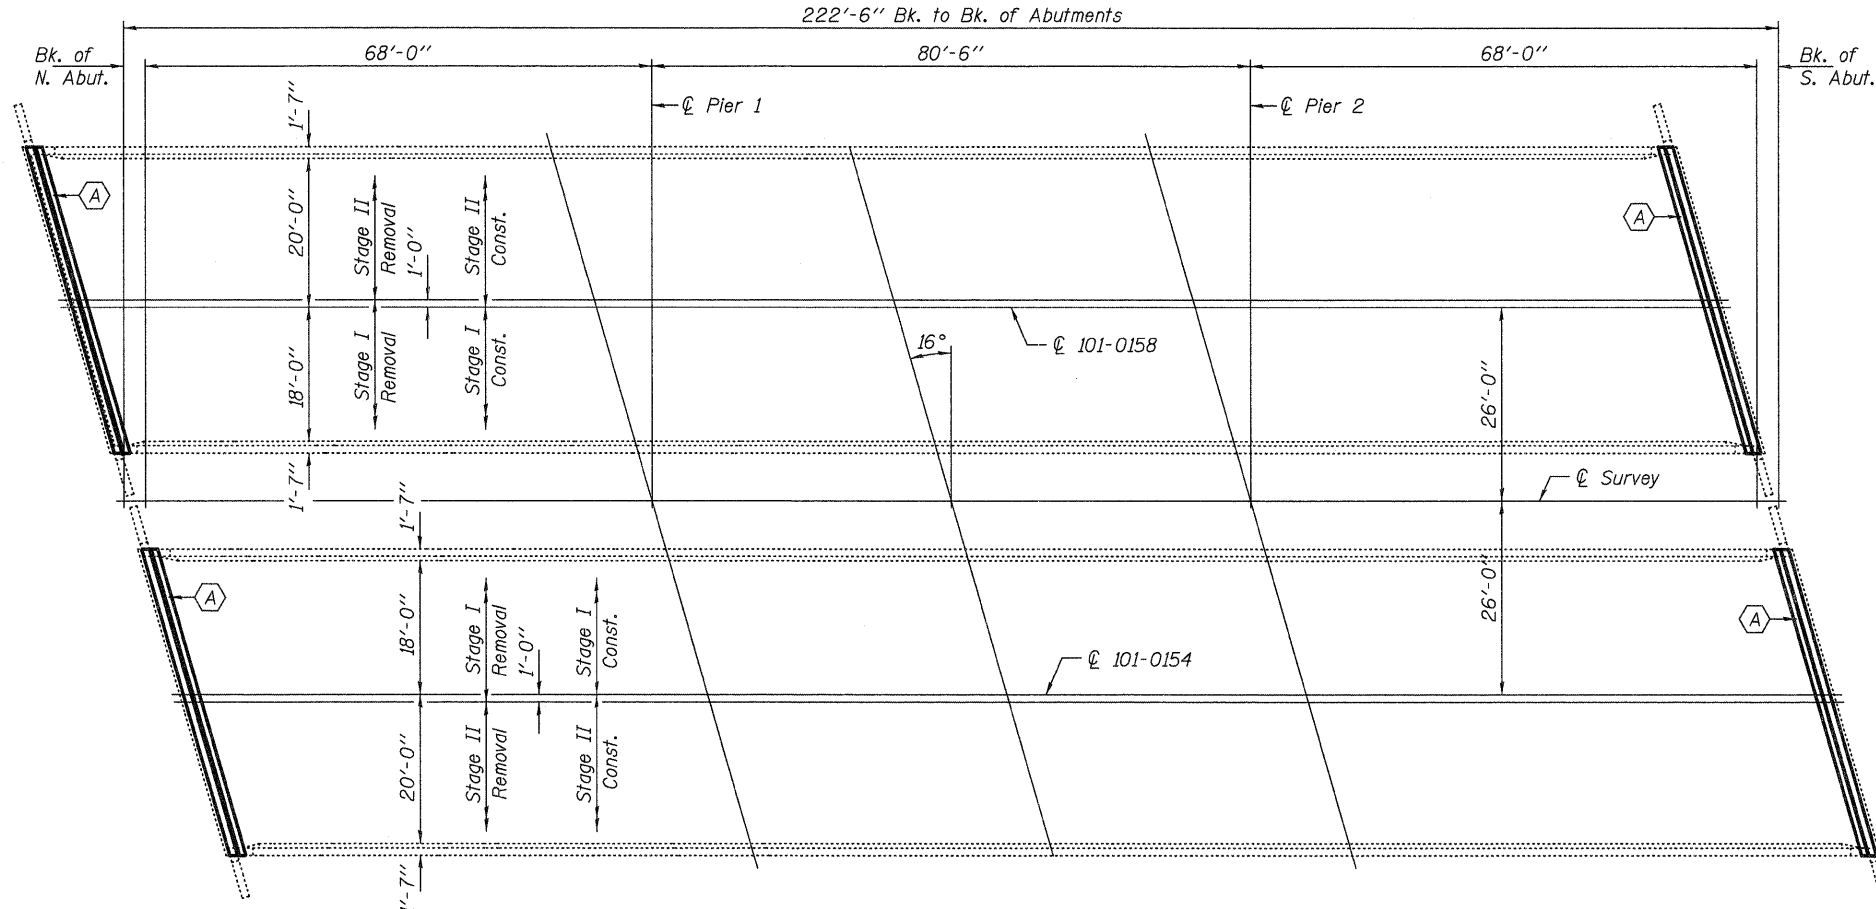 222'-6" Bk. to Bk. of Abutments
Bk. of
N. Abut.
68'-0"
80'-6"
68'-0"
Bk. of
S. Abut.
℄ Pier 1
℄ Pier 2
1'-7"
A
20'-0"
Stage II
Removal
1'-0"
Stage II
Const.
A
18'-0"
Stage I
Removal
Stage I
Const.
16°
℄ 101-0158
26'-0"
1'-7"
℄ Survey
1'-7"
A
18'-0"
Stage I
Removal
1'-0"
Stage I
Const.
26'-0"
A
℄ 101-0154
20'-0"
Stage II
Removal
Stage II
Const.